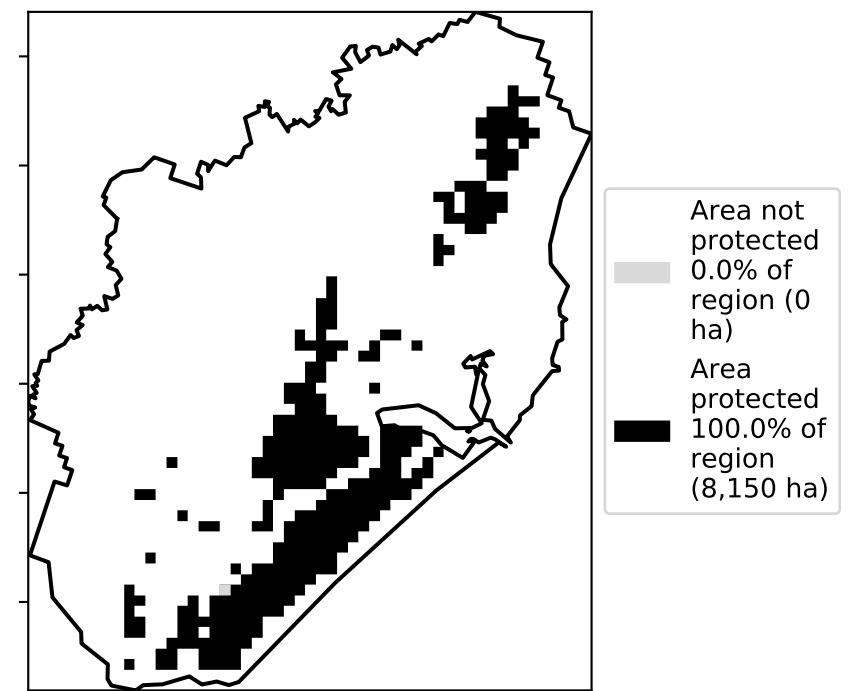 Area not
protected
0.0% of
region (0
ha)
Area
protected
100.0% of
region
(8,150 ha)